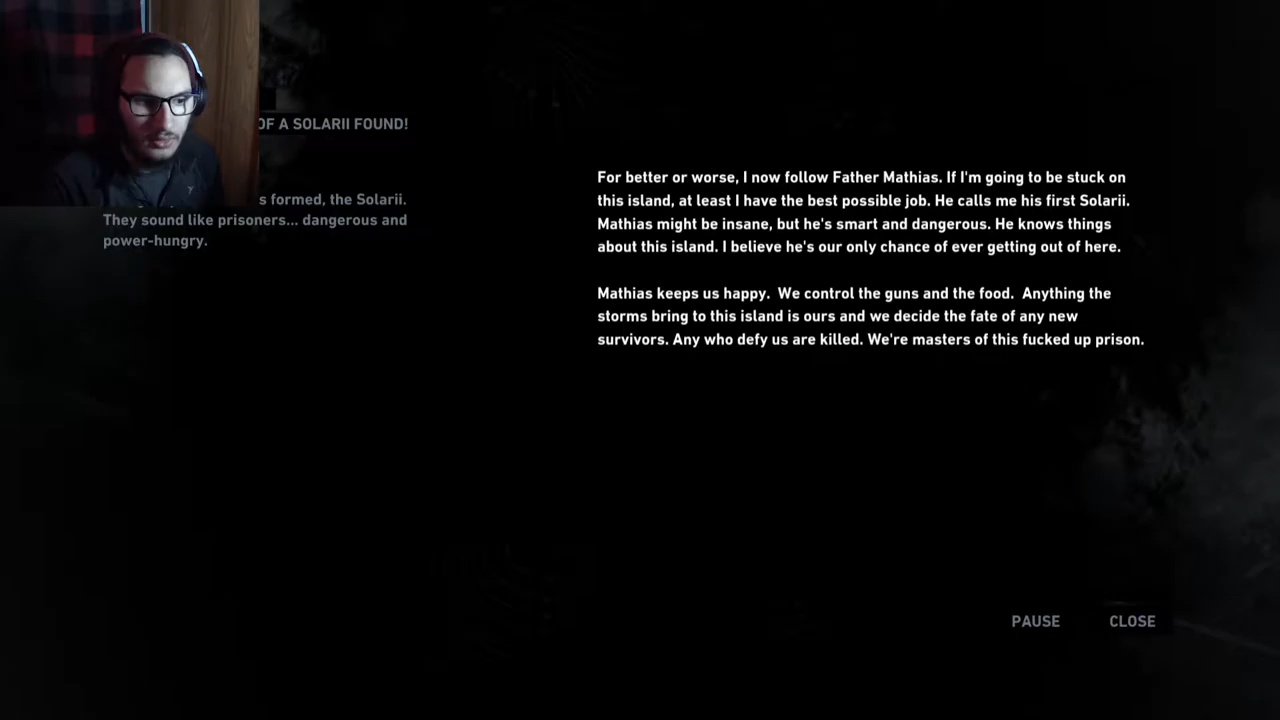 OF A SOLARII FOUND!
s formed, the Solarii.
They sound like prisoners... dangerous and
power-hungry.
For better or worse, I now follow Father Mathias. If I'm going to be stuck on
this island, at least I have the best possible job. He calls me his first Solarii.
Mathias might be insane, but he's smart and dangerous. He knows things
about this island. I believe he's our only chance of ever getting out of here.
Mathias keeps us happy.  We control the guns and the food.  Anything the
storms bring to this island is ours and we decide the fate of any new
survivors. Any who defy us are killed. We're masters of this fucked up prison.
PAUSE CLOSE